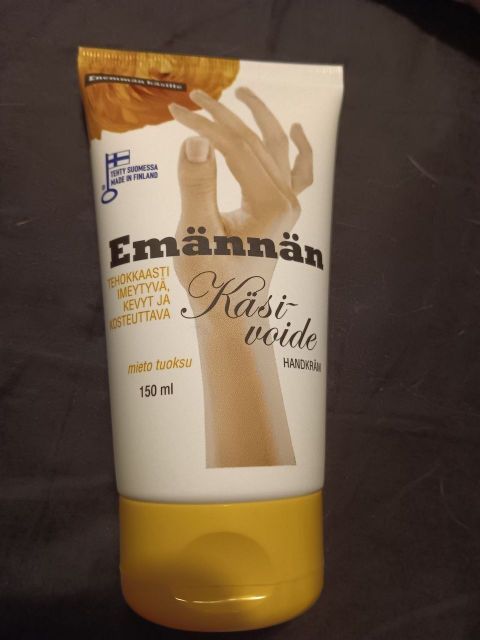 Enemmän käsille
TEHTY SUOMESSA
MADE IN FINLAND
Emännän
TEHOKKAASTI
IMEYTYVÄ,
KEVYT JA
KOSTEUTTAVA
Käsi-
voide
mieto tuoksu
HANDKRÄM
150 ml